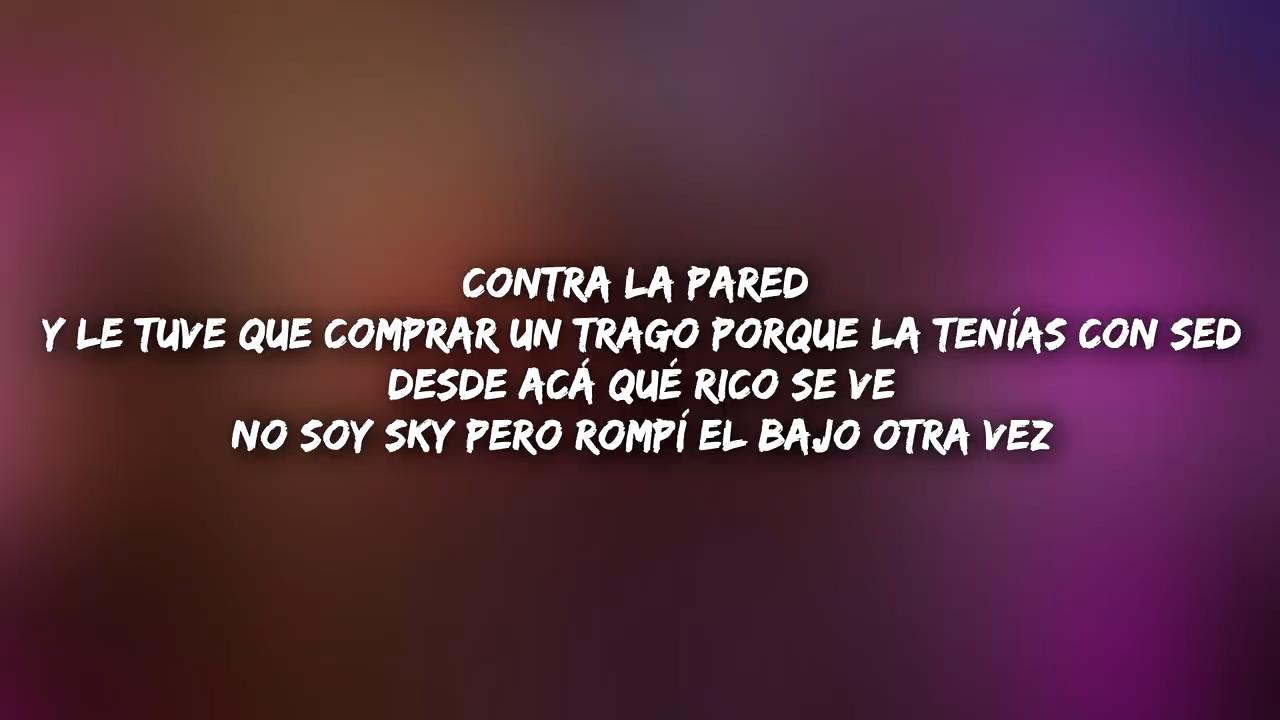 CONTRA LA PARED
Y LE TUVE QUE COMPRAR UN TRAGO PORQUE LA TENÍAS CON SED
DESDE ACÁ QUÉ RICO SE VE
NO SOY SKY PERO ROMPÍ EL BAJO OTRA VEZ